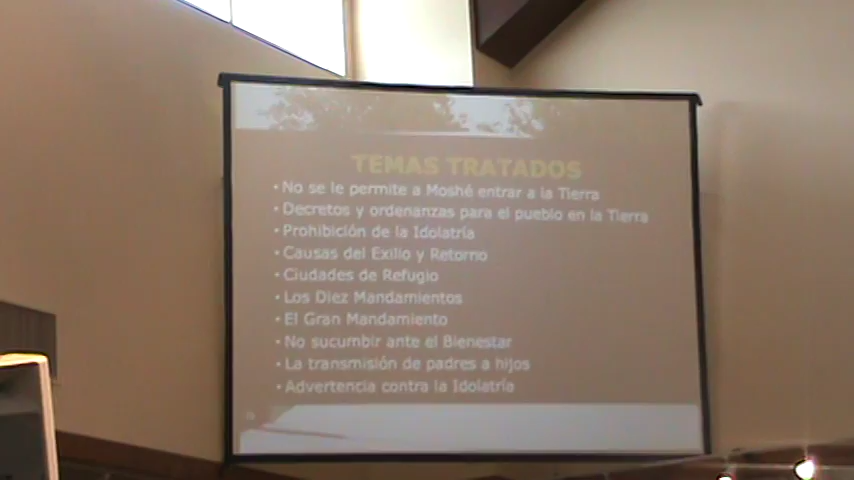 TEMAS TRATADOS
• No se le permite a Moshé entrar a la Tierra
• Decretos y ordenanzas para el pueblo en la Tierra
• Prohibición de la Idolatría
• Causas del Exilio y Retorno
• Ciudades de Refugio
• Los Diez Mandamientos
• El Gran Mandamiento
• No sucumbir ante el Bienestar
• La transmisión de padres a hijos
• Advertencia contra la Idolatría